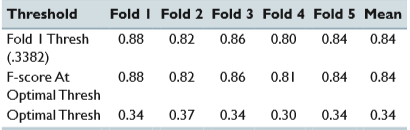 Threshold Fold 1 Fold 2 Fold 3 Fold 4 Fold 5 Mean
Fold 1 Thresh 0.88 0.82 0.86 0.80 0.84 0.84
(.3382)
F-score At 0.88 0.82 0.86 0.81 0.84 0.84
Optimal Thresh
Optimal Thresh 0.34 0.37 0.34 0.30 0.34 0.34